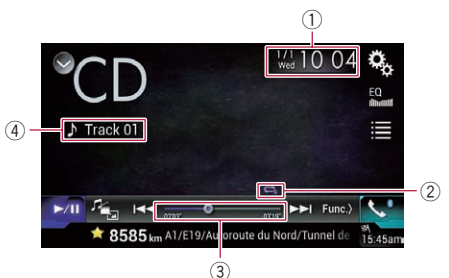 ①
1/1
Wed 10 04
CD
EQ
④
♪ Track 01
②
Func.⟩
8585 km A1/E19/Autoroute du Nord/Tunnel de
15:45am
③